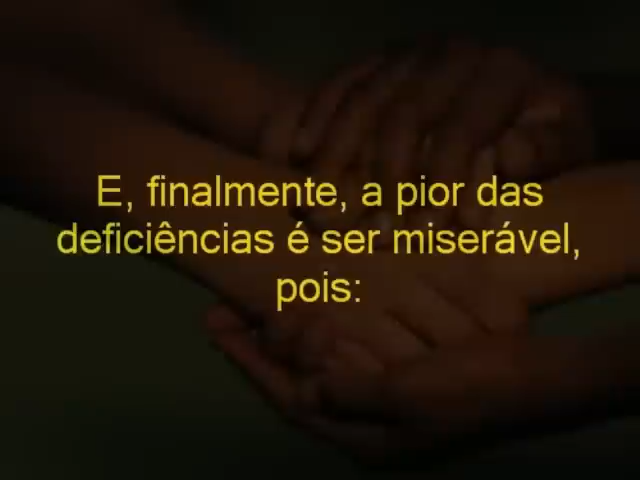 E, finalmente, a pior das
deficiências é ser miserável,
pois: